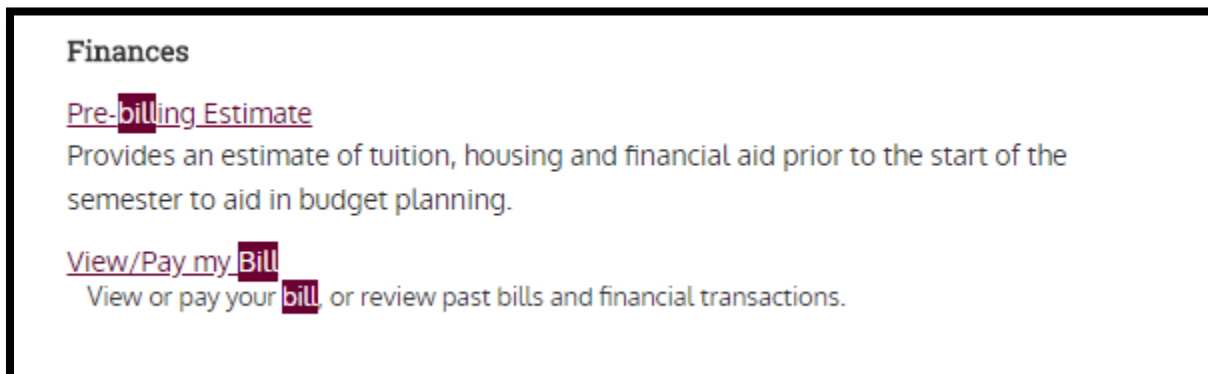 Finances
Pre-billing Estimate
Provides an estimate of tuition, housing and financial aid prior to the start of the
semester to aid in budget planning.
View/Pay my Bill
View or pay your bill, or review past bills and financial transactions.